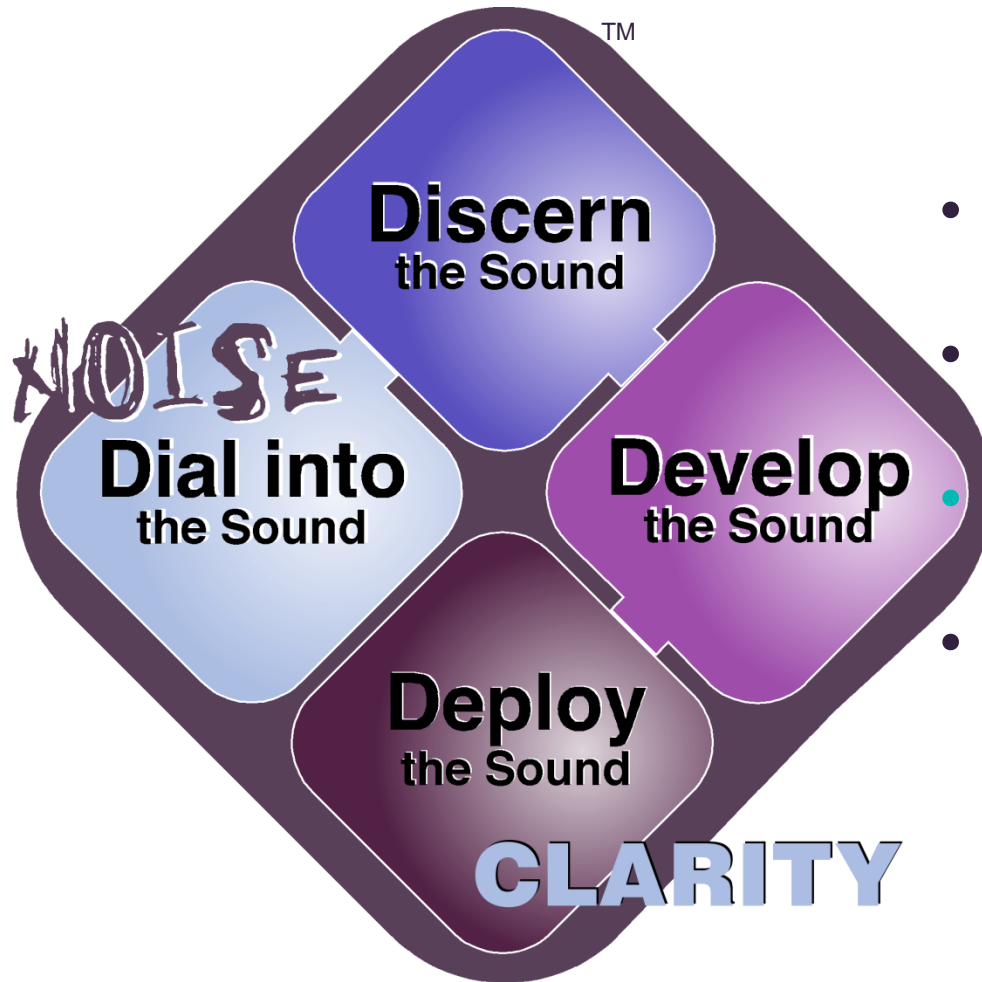 TM
Discern
the Sound
NOISE
Dial into
the Sound
Develop
the Sound
Deploy
the Sound
CLARITY